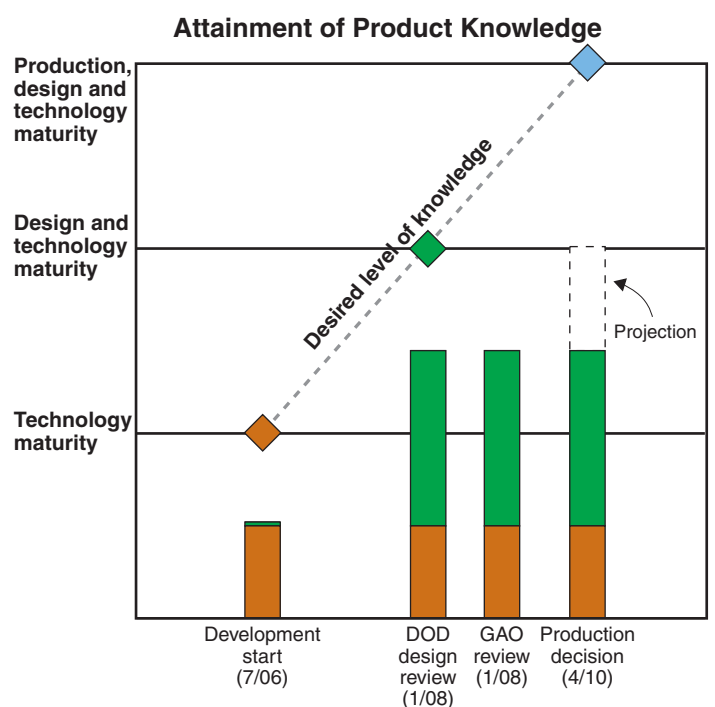 Attainment of Product Knowledge
Production,
design and
technology
maturity
Design and
technology
maturity
Desired level of knowledge
Projection
Technology
maturity
Development
start
(7/06)
DOD
design
review
(1/08)
GAO
review
(1/08)
Production
decision
(4/10)